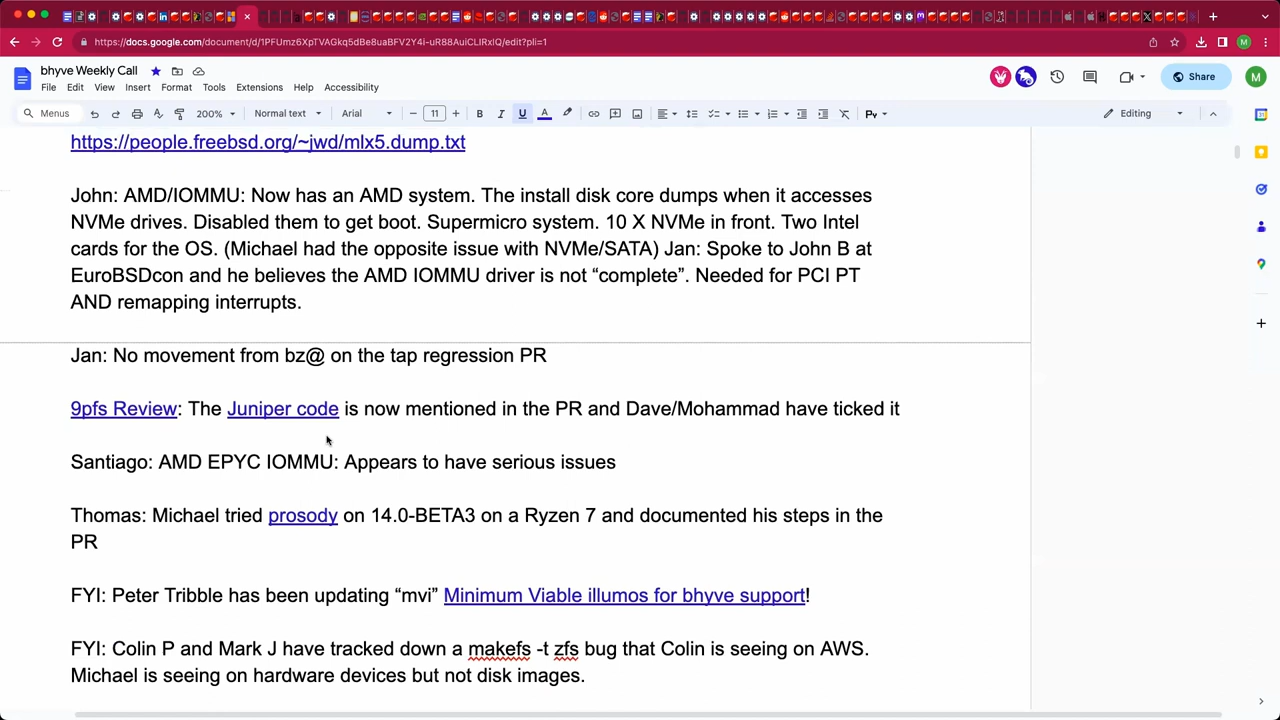 https://docs.google.com/document/d/1PFUmz6XpTVAGkq5dBe8uaBFV2Y4i-uR88AuiCLlRxlQ/edit?pli=1
M
bhyve Weekly Call
File Edit View Insert Format Tools Extensions Help Accessibility
Share
M
Menus 200% Normal text Arial 11 B I U A Editing
https://people.freebsd.org/~jwd/mlx5.dump.txt
John: AMD/IOMMU: Now has an AMD system. The install disk core dumps when it accesses
NVMe drives. Disabled them to get boot. Supermicro system. 10 X NVMe in front. Two Intel
cards for the OS. (Michael had the opposite issue with NVMe/SATA) Jan: Spoke to John B at
EuroBSDcon and he believes the AMD IOMMU driver is not “complete”. Needed for PCI PT
AND remapping interrupts.
Jan: No movement from bz@ on the tap regression PR
9pfs Review: The Juniper code is now mentioned in the PR and Dave/Mohammad have ticked it
Santiago: AMD EPYC IOMMU: Appears to have serious issues
Thomas: Michael tried prosody on 14.0-BETA3 on a Ryzen 7 and documented his steps in the
PR
FYI: Peter Tribble has been updating “mvi” Minimum Viable illumos for bhyve support!
FYI: Colin P and Mark J have tracked down a makefs -t zfs bug that Colin is seeing on AWS.
Michael is seeing on hardware devices but not disk images.